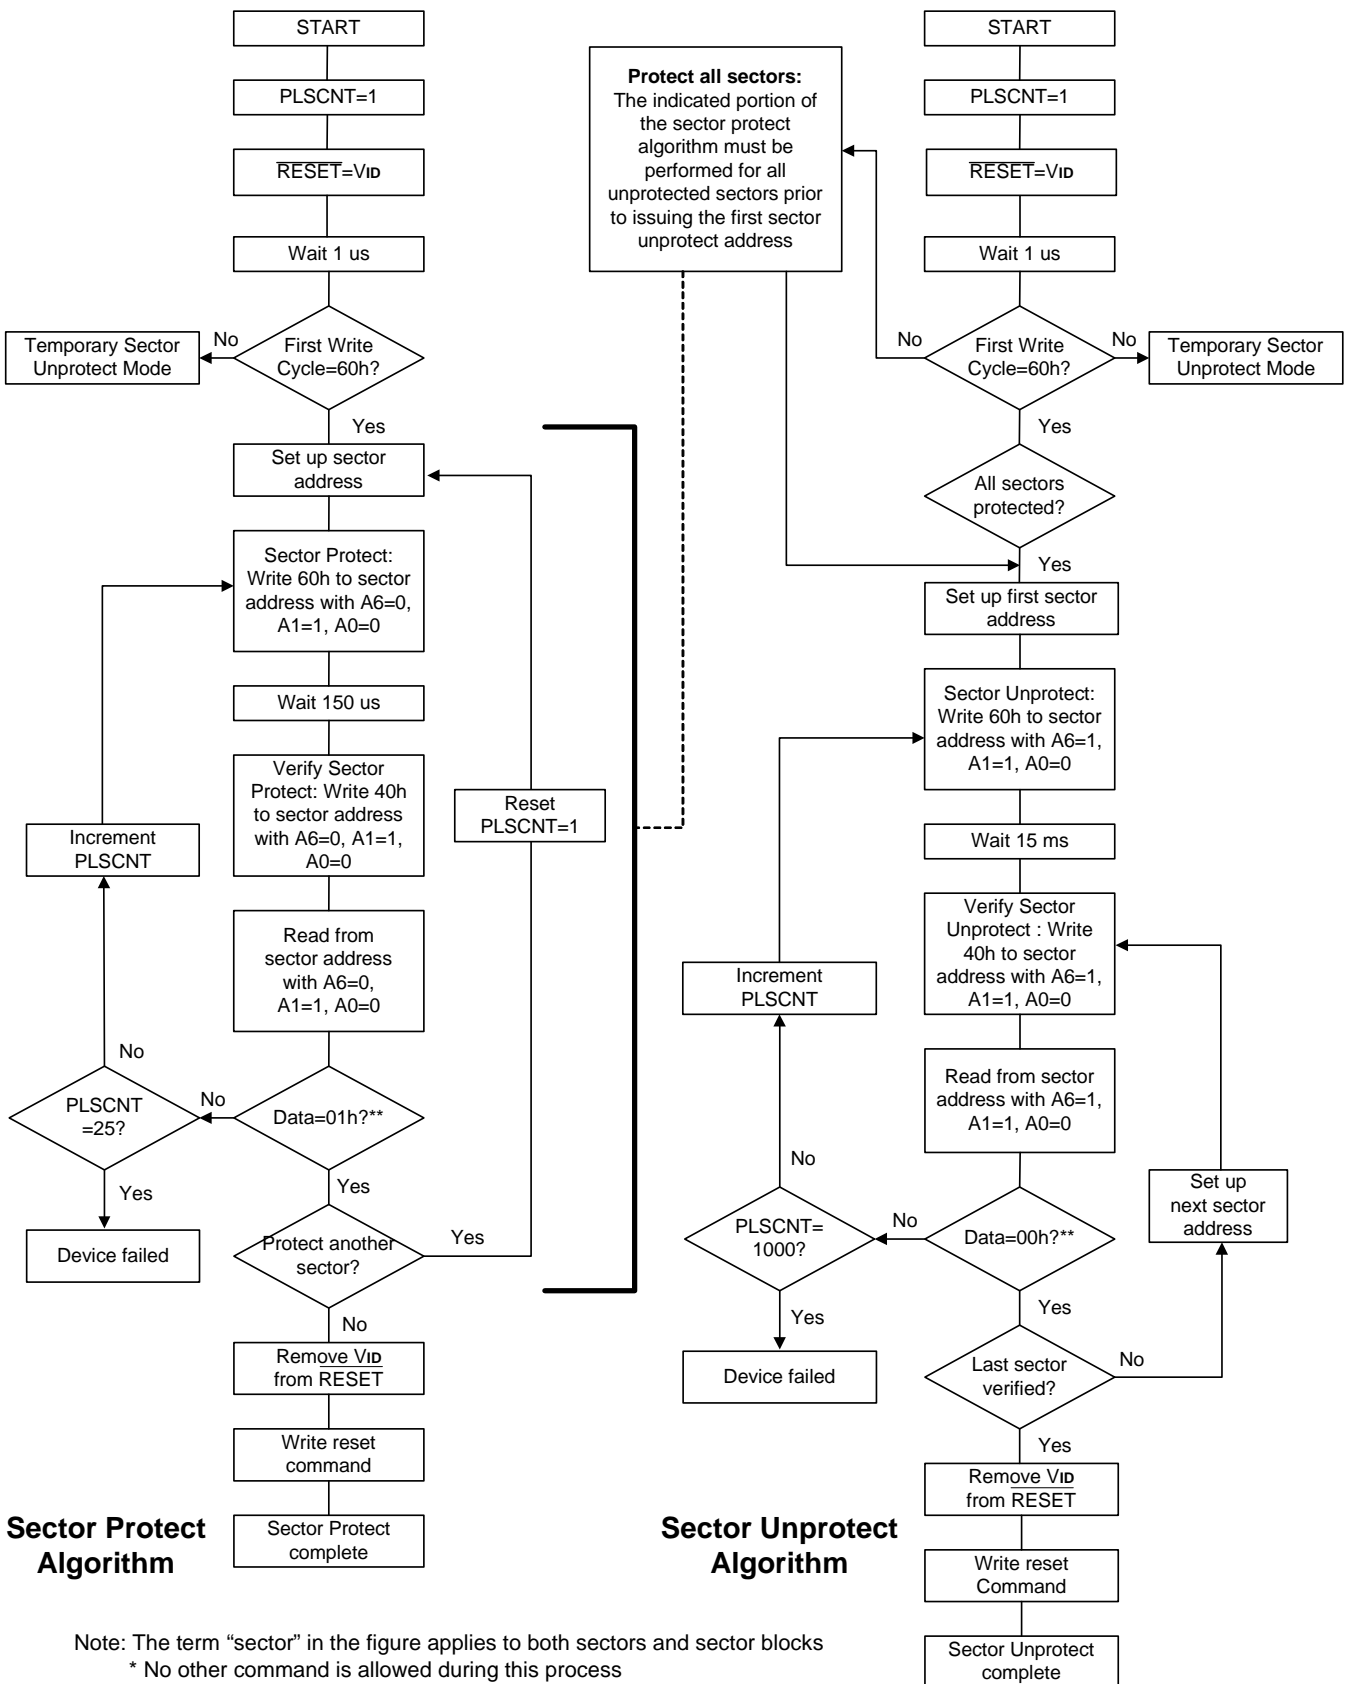 START
PLSCNT=1
RESET=VID
Wait 1 us
First Write
Cycle=60h?
No
Temporary Sector
Unprotect Mode
Yes
Set up sector
address
Sector Protect:
Write 60h to sector
address with A6=0,
A1=1, A0=0
Wait 150 us
Verify Sector
Protect: Write 40h
to sector address
with A6=0, A1=1,
A0=0
Reset
PLSCNT=1
Increment
PLSCNT
Read from
sector address
with A6=0,
A1=1, A0=0
No
PLSCNT
=25?
No
Data=01h?**
Yes
Device failed
Yes
Protect another
sector?
Yes
No
Remove VID
from RESET
Write reset
command
Sector Protect
complete
Sector Protect
Algorithm
Protect all sectors:
The indicated portion of
the sector protect
algorithm must be
performed for all
unprotected sectors prior
to issuing the first sector
unprotect address
START
PLSCNT=1
RESET=VID
Wait 1 us
No
First Write
Cycle=60h?
No
Temporary Sector
Unprotect Mode
Yes
All sectors
protected?
Yes
Set up first sector
address
Sector Unprotect:
Write 60h to sector
address with A6=1,
A1=1, A0=0
Wait 15 ms
Verify Sector
Unprotect : Write
40h to sector
address with A6=1,
A1=1, A0=0
Increment
PLSCNT
Read from sector
address with A6=1,
A1=1, A0=0
No
PLSCNT=
1000?
No
Data=00h?**
Set up
next sector
address
Yes
Device failed
Yes
Last sector
verified?
No
Yes
Remove VID
from RESET
Write reset
Command
Sector Unprotect
complete
Sector Unprotect
Algorithm
Note: The term “sector” in the figure applies to both sectors and sector blocks
* No other command is allowed during this process